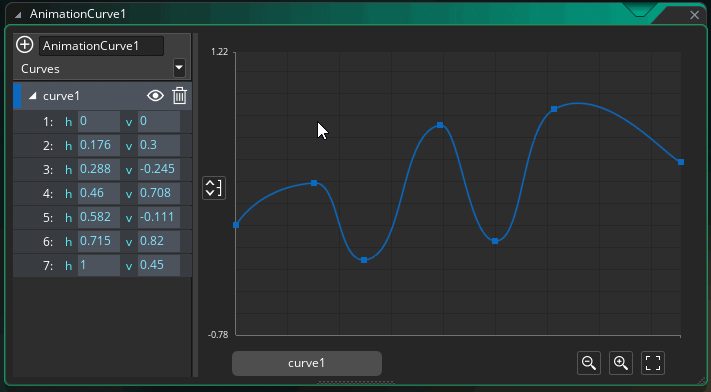 AnimationCurve1
AnimationCurve1
Curves
curve1
1: h 0 v 0
2: h 0.176 v 0.3
3: h 0.288 v -0.245
4: h 0.46 v 0.708
5: h 0.582 v -0.111
6: h 0.715 v 0.82
7: h 1 v 0.45
1.22
-0.78
curve1